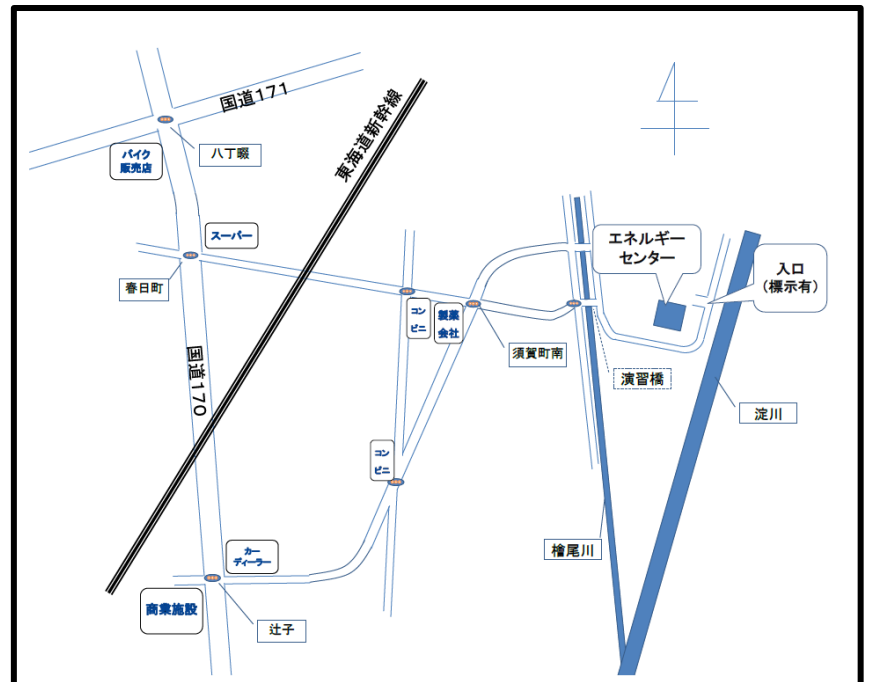 国道171
東海道新幹線
八丁畷
バイク
販売店
スーパー
エネルギー
センター
入口
(標示有)
春日町
コン
ビニ
製薬
会社
須賀町南
演習橋
国道170
淀川
コン
ビニ
檜尾川
カー
ディーラー
商業施設
辻子